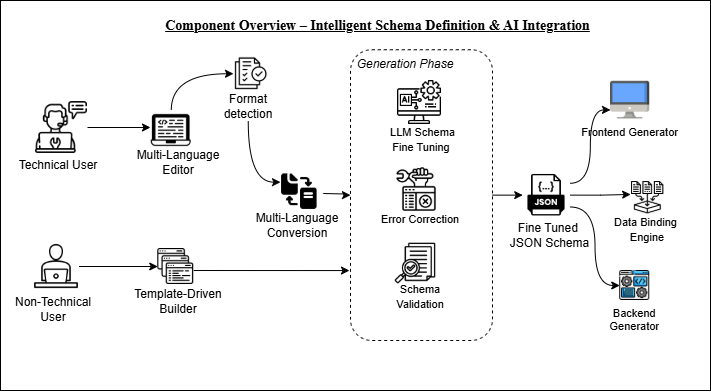 Component Overview – Intelligent Schema Definition & AI Integration
Technical User
Multi-Language
Editor
Format
detection
Multi-Language
Conversion
Non-Technical
User
Template-Driven
Builder
Generation Phase
AI
LLM Schema
Fine Tuning
Error Correction
Schema
Validation
{...}
JSON
Fine Tuned
JSON Schema
Frontend Generator
Data Binding
Engine
Backend
Generator